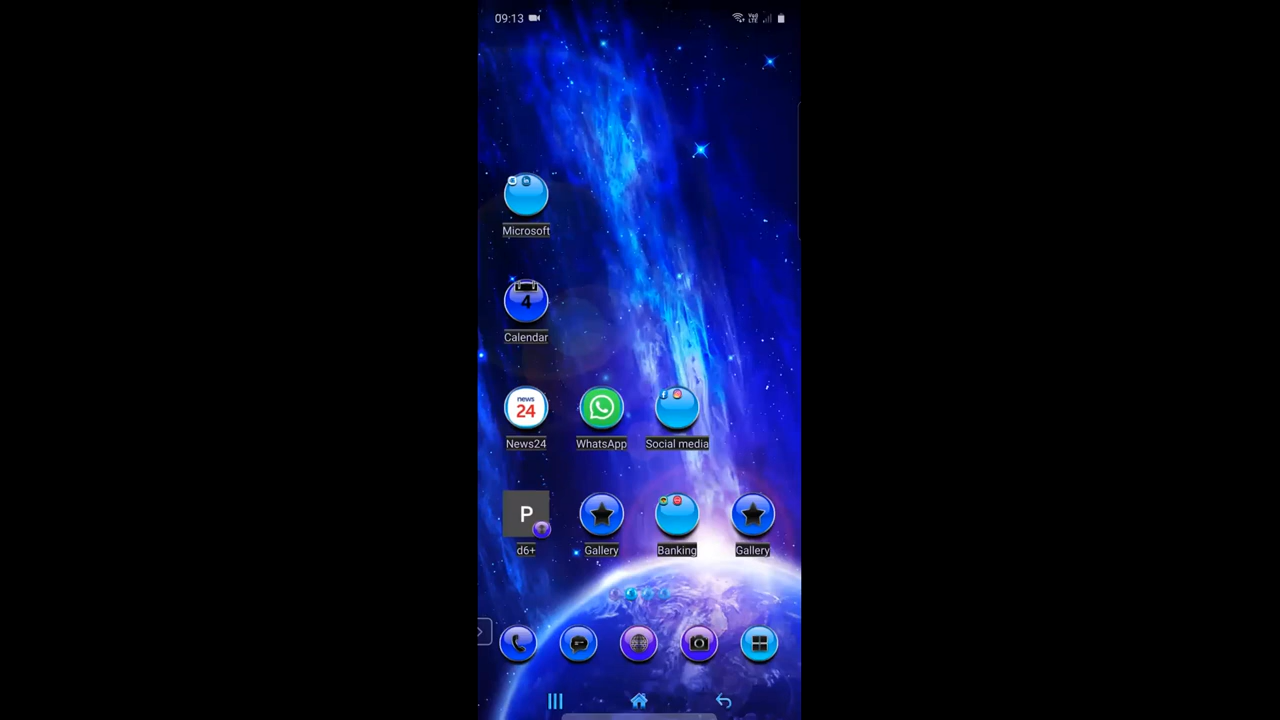 09:13
Microsoft
4
Calendar
news
24
News24
WhatsApp
Social media
P
d6+
Gallery
Banking
Gallery